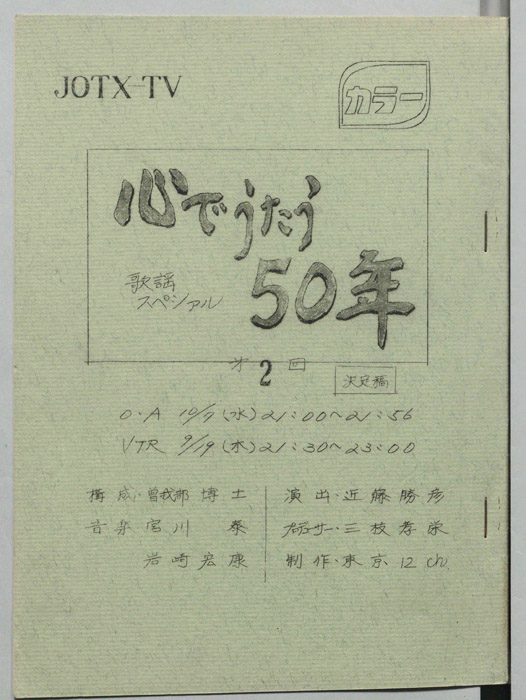 JOTX-TV
カラー
心でうたう
50年
歌謡
スペシャル
第2回
決定稿
O・A 10/17(水)21:00〜21:56
VTR 9/19(水)21:30〜23:00
構成・曽我部博士
音楽 宮川泰
岩崎宏康
演出・近藤勝彦
プロデューサー・三枝孝栄
制作・東京12ch